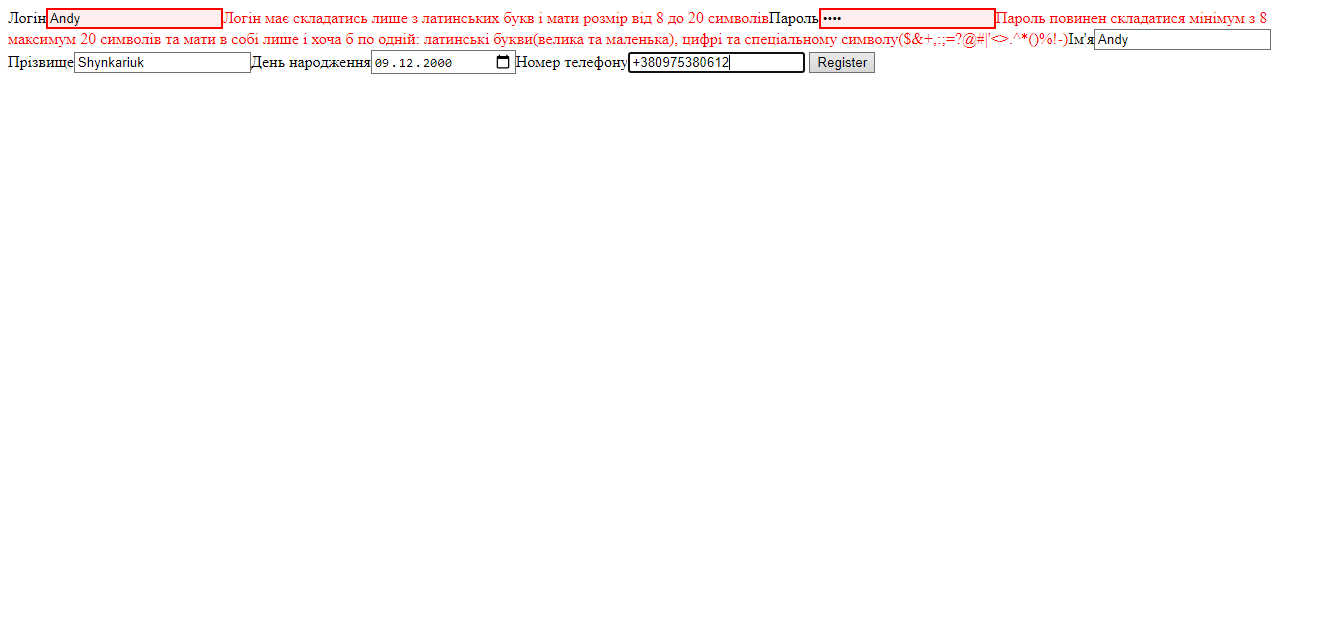 Логін Andy Логін має складатись лише з латинських букв і мати розмір від 8 до 20 символів Пароль •••• Пароль повинен складатися мінімум з 8
максимум 20 символів та мати в собі лише і хоча б по одній: латинські букви(велика та маленька), цифрі та спеціальному символу($&+,:;=?@#|'<>.^*()%!-) Ім'я Andy
Прізвище Shynkariuk День народження 09.12.2000 Номер телефону +380975380612 Register